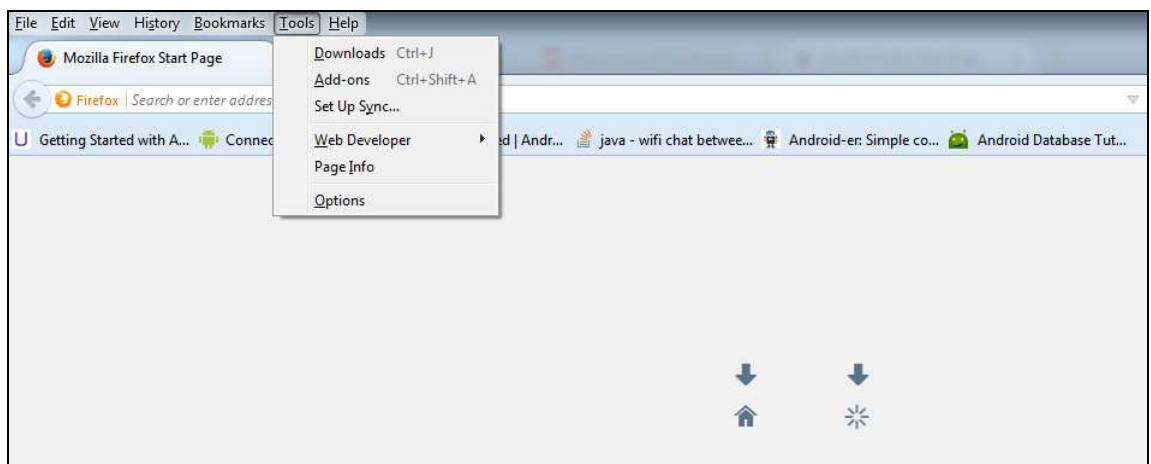 File Edit View History Bookmarks Tools Help
Mozilla Firefox Start Page
Downloads Ctrl+J
Add-ons Ctrl+Shift+A
Set Up Sync...
Web Developer
Page Info
Options
Firefox Search or enter addres
U Getting Started with A... Connec ed | Andr... java - wifi chat betwee... Android-er: Simple co... Android Database Tut...